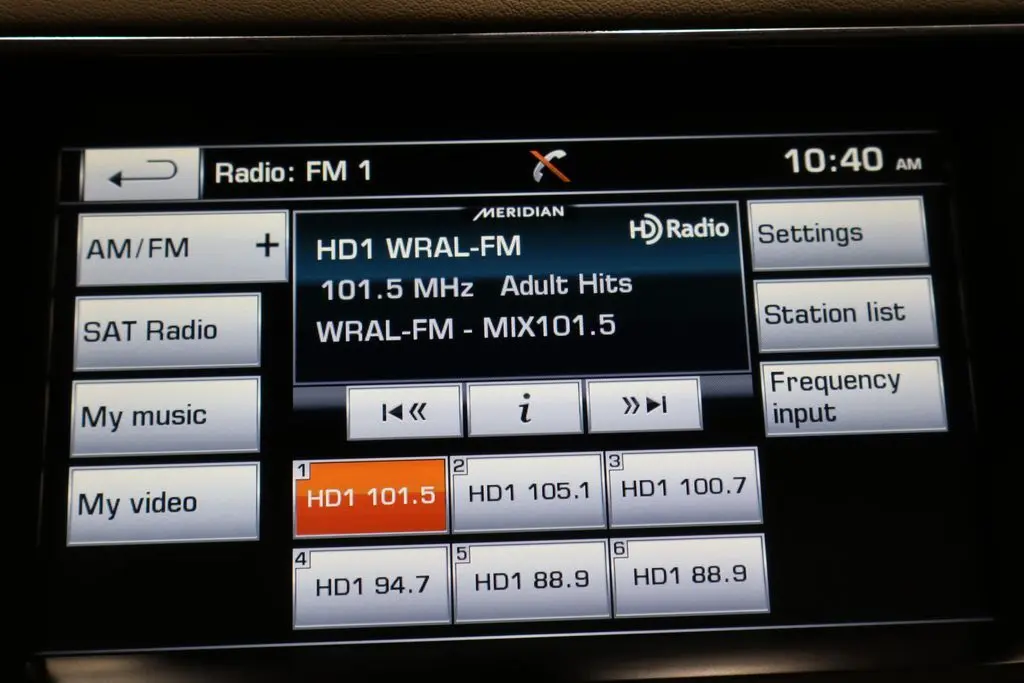 Radio: FM 1
10:40 AM
AM/FM +
SAT Radio
My music
My video
MERIDIAN
HD Radio
HD1 WRAL-FM
101.5 MHz Adult Hits
WRAL-FM - MIX101.5
i
Settings
Station list
Frequency
input
1
HD1 101.5
2
HD1 105.1
3
HD1 100.7
4
HD1 94.7
5
HD1 88.9
6
HD1 88.9